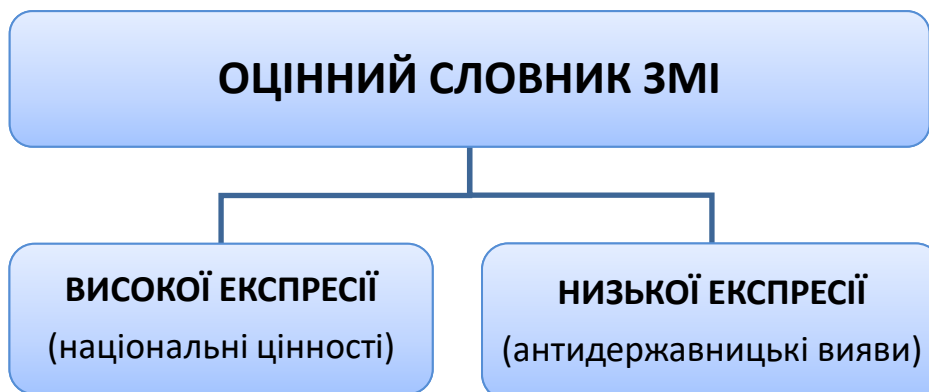 ОЦІННИЙ СЛОВНИК ЗМІ
ВИСОКОЇ ЕКСПРЕСІЇ
(національні цінності)
НИЗЬКОЇ ЕКСПРЕСІЇ
(антидержавницькі вияви)